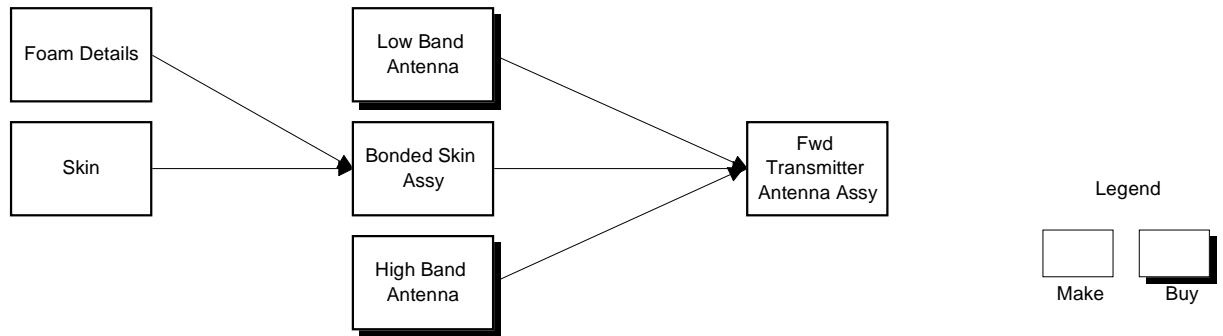 Foam Details
Skin
Low Band
Antenna
Bonded Skin
Assy
High Band
Antenna
Fwd
Transmitter
Antenna Assy
Legend
Make
Buy